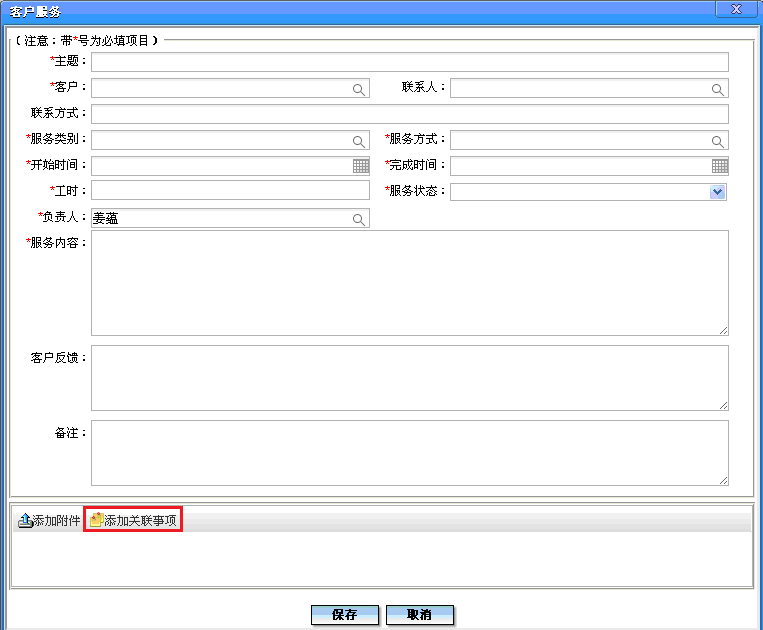 客户服务
( 注意：带*号为必填项目 )
*主题：
*客户： 联系人：
联系方式：
*服务类别： *服务方式：
*开始时间： *完成时间：
*工时： *服务状态：
*负责人： 姜蕴
*服务内容：
客户反馈：
备注：
添加附件 添加关联事项
保存 取消